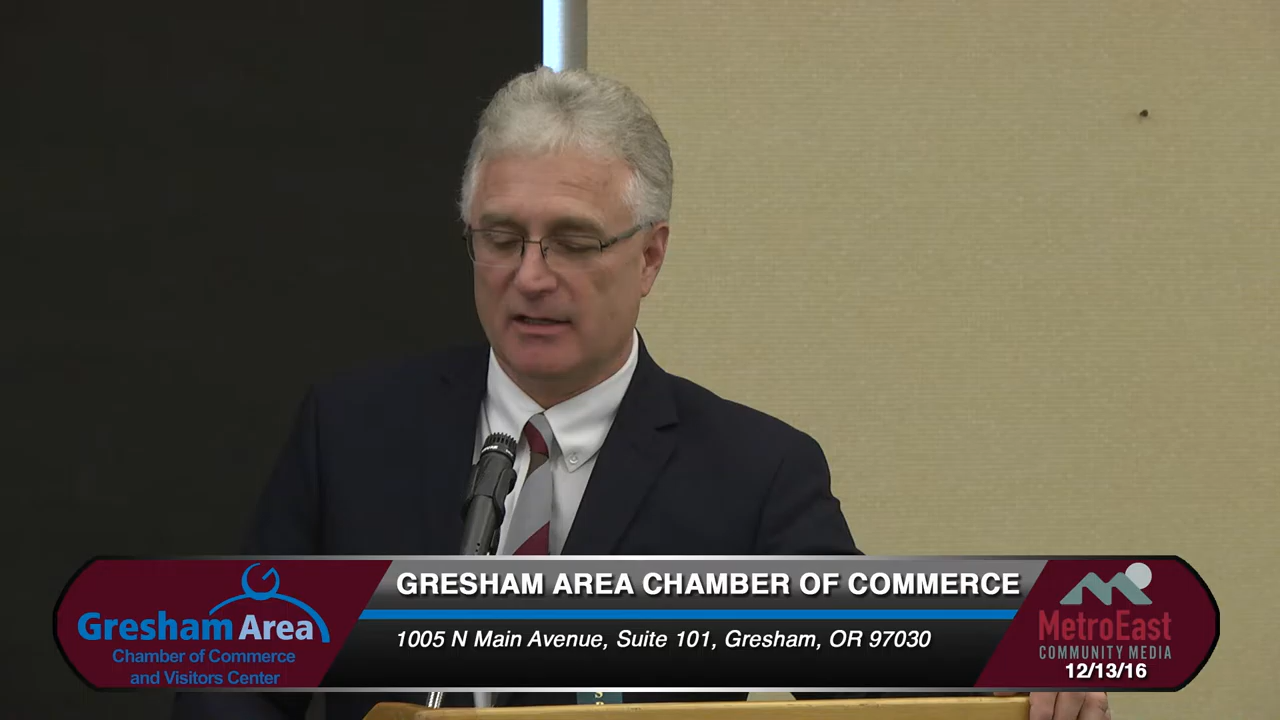 GRESHAM AREA CHAMBER OF COMMERCE
1005 N Main Avenue, Suite 101, Gresham, OR 97030
Gresham Area
Chamber of Commerce
and Visitors Center
MetroEast
COMMUNITY MEDIA
12/13/16